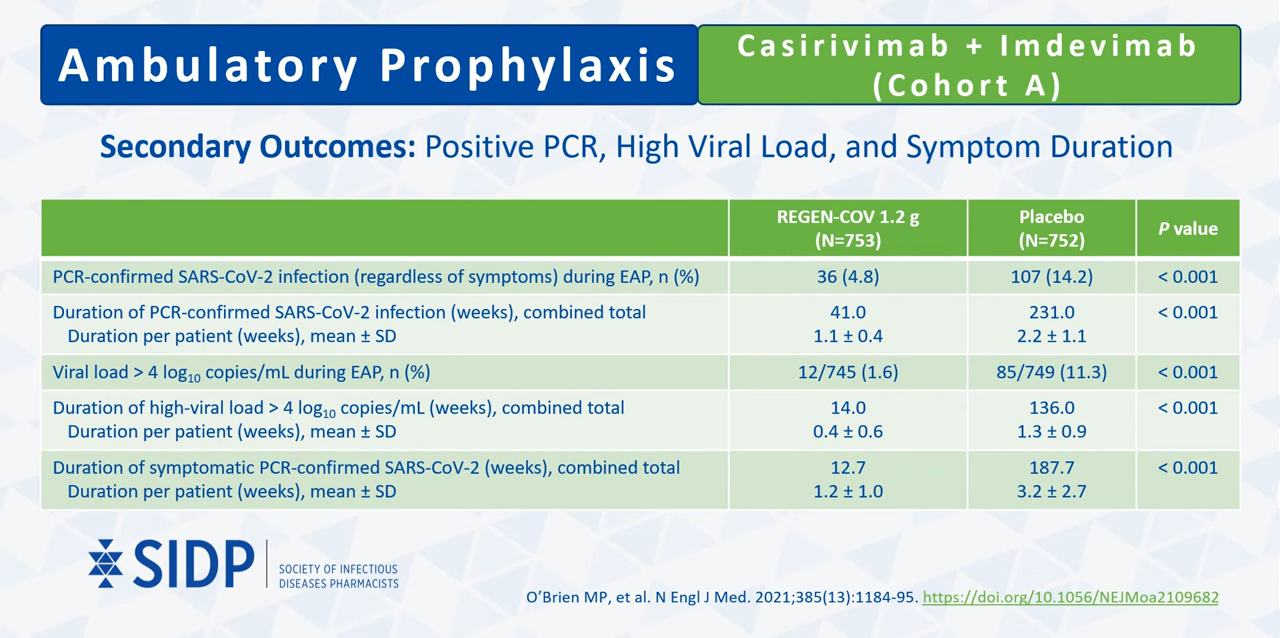 Ambulatory Prophylaxis
Casirivimab + Imdevimab
(Cohort A)
Secondary Outcomes: Positive PCR, High Viral Load, and Symptom Duration
REGEN-COV 1.2 g
(N=753)
Placebo
(N=752)
P value
PCR-confirmed SARS-CoV-2 infection (regardless of symptoms) during EAP, n (%) 36 (4.8) 107 (14.2) < 0.001
Duration of PCR-confirmed SARS-CoV-2 infection (weeks), combined total 41.0 231.0 < 0.001
Duration per patient (weeks), mean ± SD 1.1 ± 0.4 2.2 ± 1.1
Viral load > 4 log10 copies/mL during EAP, n (%) 12/745 (1.6) 85/749 (11.3) < 0.001
Duration of high-viral load > 4 log10 copies/mL (weeks), combined total 14.0 136.0 < 0.001
Duration per patient (weeks), mean ± SD 0.4 ± 0.6 1.3 ± 0.9
Duration of symptomatic PCR-confirmed SARS-CoV-2 (weeks), combined total 12.7 187.7 < 0.001
Duration per patient (weeks), mean ± SD 1.2 ± 1.0 3.2 ± 2.7
SIDP
SOCIETY OF INFECTIOUS
DISEASES PHARMACISTS
O'Brien MP, et al. N Engl J Med. 2021;385(13):1184-95. https://doi.org/10.1056/NEJMoa2109682